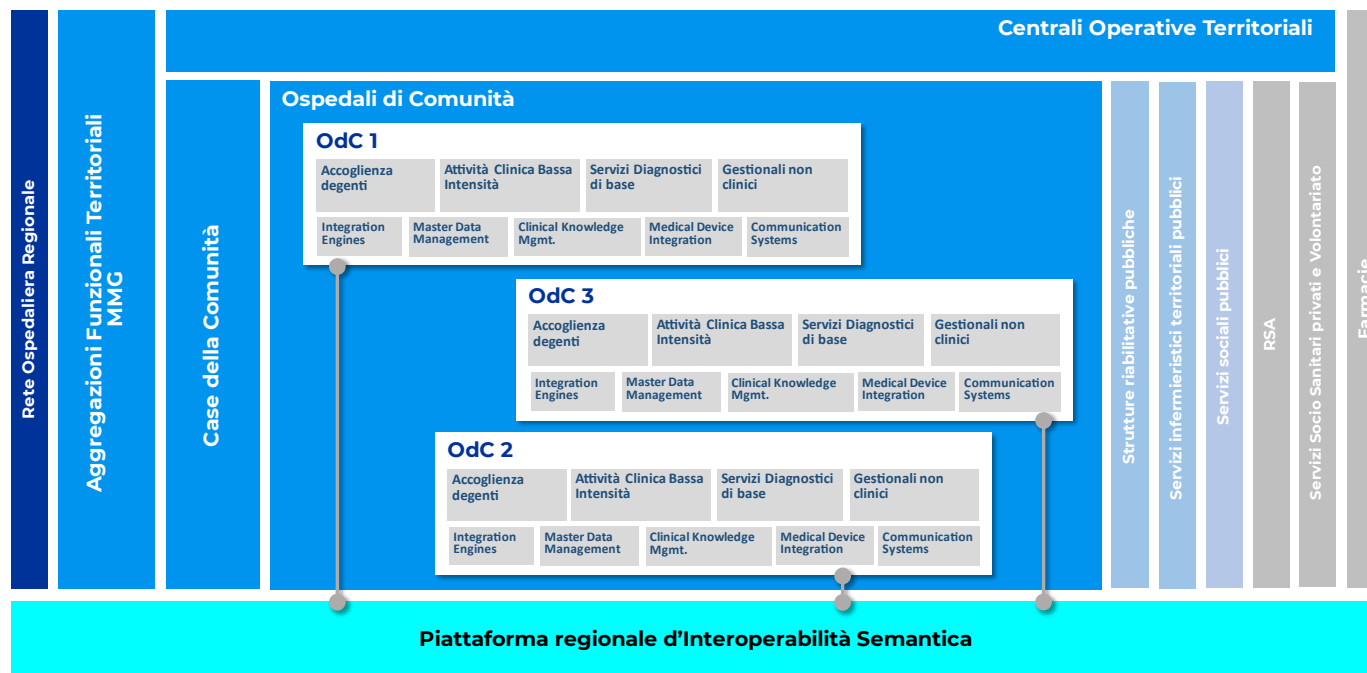 Rete Ospedaliera Regionale
Aggregazioni Funzionali Territoriali
MMG
Centrali Operative Territoriali
Case della Comunità
Ospedali di Comunità
OdC 1
Accoglienza
degenti
Attività Clinica Bassa
Intensità
Servizi Diagnostici
di base
Gestionali non
clinici
Integration
Engines
Master Data
Management
Clinical Knowledge
Mgmt.
Medical Device
Integration
Communication
Systems
OdC 3
Accoglienza
degenti
Attività Clinica Bassa
Intensità
Servizi Diagnostici
di base
Gestionali non
clinici
Integration
Engines
Master Data
Management
Clinical Knowledge
Mgmt.
Medical Device
Integration
Communication
Systems
OdC 2
Accoglienza
degenti
Attività Clinica Bassa
Intensità
Servizi Diagnostici
di base
Gestionali non
clinici
Integration
Engines
Master Data
Management
Clinical Knowledge
Mgmt.
Medical Device
Integration
Communication
Systems
Strutture riabilitative pubbliche
Servizi infermieristici territoriali pubblici
Servizi sociali pubblici
RSA
Servizi Socio Sanitari privati e Volontariato
Farmacie
Piattaforma regionale d’Interoperabilità Semantica